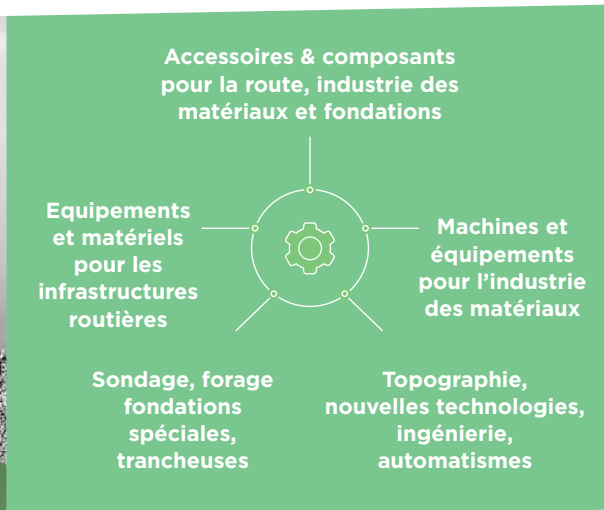 Accessoires & composants
pour la route, industrie des
matériaux et fondations
Equipements
et matériels
pour les
infrastructures
routières
Machines et
équipements
pour l’industrie
des matériaux
Sondage, forage
fondations
spéciales,
trancheuses
Topographie,
nouvelles technologies,
ingénierie,
automatismes